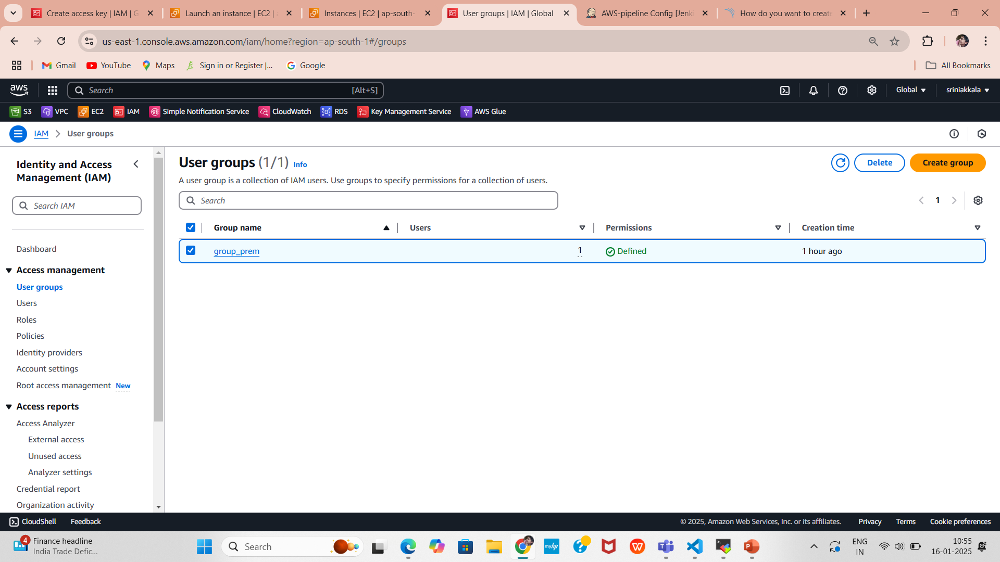 Create access key | IAM | G
Launch an instance | EC2 |
Instances | EC2 | ap-south-
User groups | IAM | Global
AWS-pipeline Config [Jenk
How do you want to create
us-east-1.console.aws.amazon.com/iam/home?region=ap-south-1#/groups
Gmail
YouTube
Maps
Sign in or Register |...
Google
All Bookmarks
aws
Search
[Alt+S]
Global
sriniakkala
S3
VPC
EC2
IAM
Simple Notification Service
CloudWatch
RDS
Key Management Service
AWS Glue
IAM
User groups
Identity and Access
Management (IAM)
Search IAM
Dashboard
Access management
User groups
Users
Roles
Policies
Identity providers
Account settings
Root access management New
Access reports
Access Analyzer
External access
Unused access
Analyzer settings
Credential report
Organization activity
User groups (1/1) Info
Delete
Create group
A user group is a collection of IAM users. Use groups to specify permissions for a collection of users.
Search
1
Group name
Users
Permissions
Creation time
group_prem
1
Defined
1 hour ago
CloudShell
Feedback
© 2025, Amazon Web Services, Inc. or its affiliates.
Privacy
Terms
Cookie preferences
4
Finance headline
India Trade Defic...
Search
myhp
ENG
IN
10:55
16-01-2025